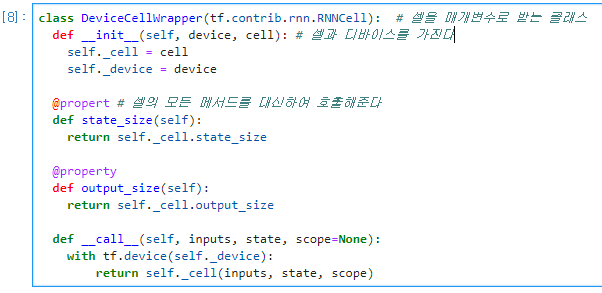 [8]: class DeviceCellWrapper(tf.contrib.rnn.RNNCell):  # 셀을 매개변수로 받는 클래스
  def __init__(self, device, cell): # 셀과 디바이스를 가진다
    self._cell = cell
    self._device = device

  @propert # 셀의 모든 메서드를 대신하여 호출해준다
  def state_size(self):
    return self._cell.state_size

  @property
  def output_size(self):
    return self._cell.output_size

  def __call__(self, inputs, state, scope=None):
    with tf.device(self._device):
        return self._cell(inputs, state, scope)